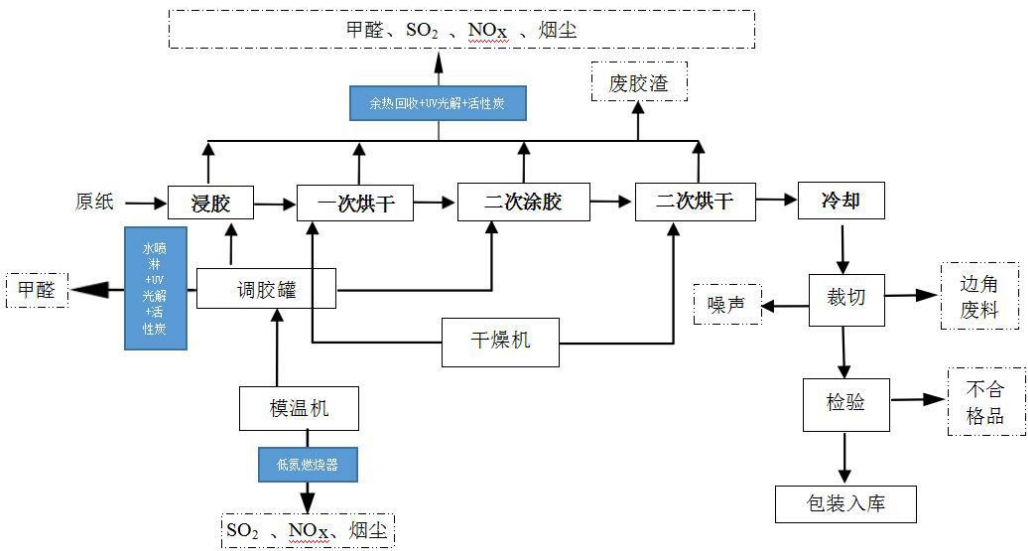 甲醛、SO2 、NOx 、烟尘
余热回收+UV光解+活性炭
废胶渣
原纸
浸胶
一次烘干
二次涂胶
二次烘干
冷却
水喷
淋
+UV
光解
+活
性炭
甲醛
调胶罐
噪声
裁切
边角
废料
干燥机
模温机
检验
不合
格品
低氮燃烧器
包装入库
SO2 、NOx、烟尘